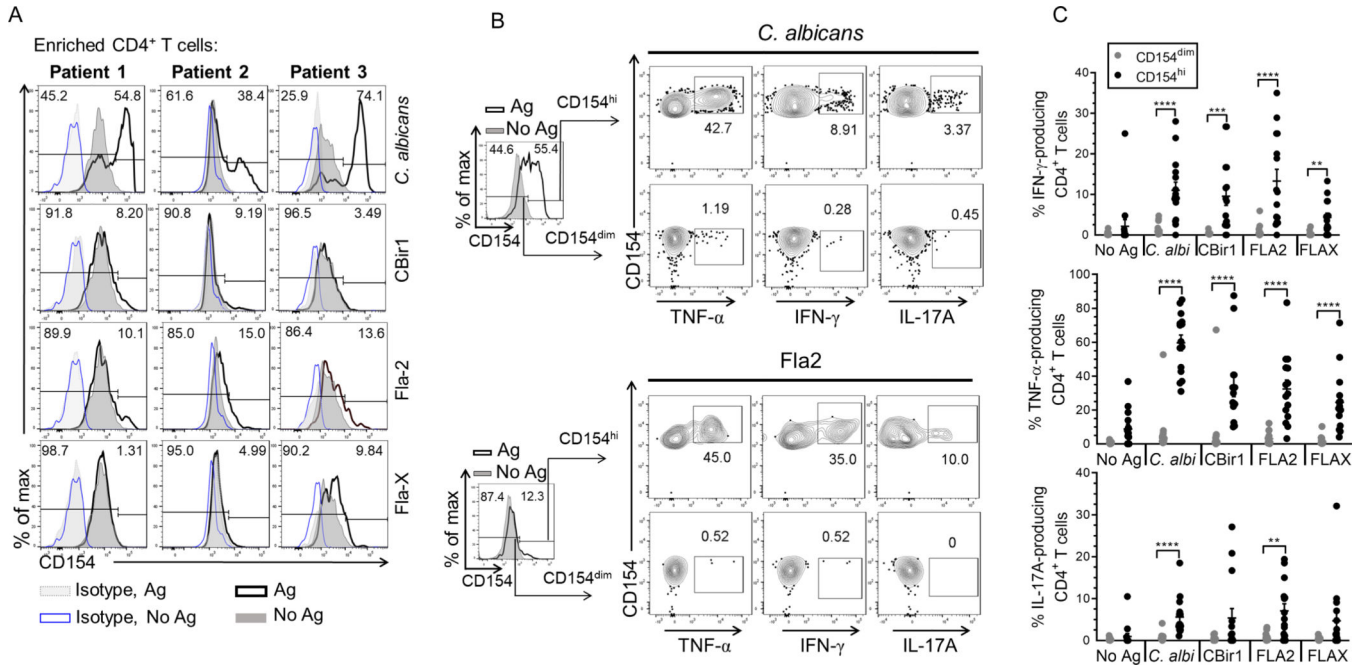 A
Enriched CD4⁺ T cells:
Patient 1 Patient 2 Patient 3
45.2 54.8 61.6 38.4 25.9 74.1
C. albicans
91.8 8.20 90.8 9.19 96.5 3.49
CBir1
89.9 10.1 85.0 15.0 86.4 13.6
Fla-2
98.7 1.31 95.0 4.99 90.2 9.84
Fla-X
% of max
CD154
Isotype, Ag Ag
Isotype, No Ag No Ag
B
C. albicans
Ag
No Ag
CD154ʰⁱ
44.6 55.4
% of max
CD154
CD154ᵈⁱᵐ
42.7 8.91 3.37
1.19 0.28 0.45
CD154
TNF-α IFN-γ IL-17A
Fla2
Ag
No Ag
CD154ʰⁱ
87.4 12.3
% of max
CD154
CD154ᵈⁱᵐ
45.0 35.0 10.0
0.52 0.52 0
CD154
TNF-α IFN-γ IL-17A
C
CD154ᵈⁱᵐ
CD154ʰⁱ
% IFN-γ-producing
CD4⁺ T cells
40
30
20
10
0
**** *** **** **
No Ag C. albi CBir1 FLA2 FLAX
% TNF-α-producing
CD4⁺ T cells
100
80
60
40
20
0
**** **** **** ****
No Ag C. albi CBir1 FLA2 FLAX
% IL-17A-producing
CD4⁺ T cells
40
30
20
10
0
**** **
No Ag C. albi CBir1 FLA2 FLAX